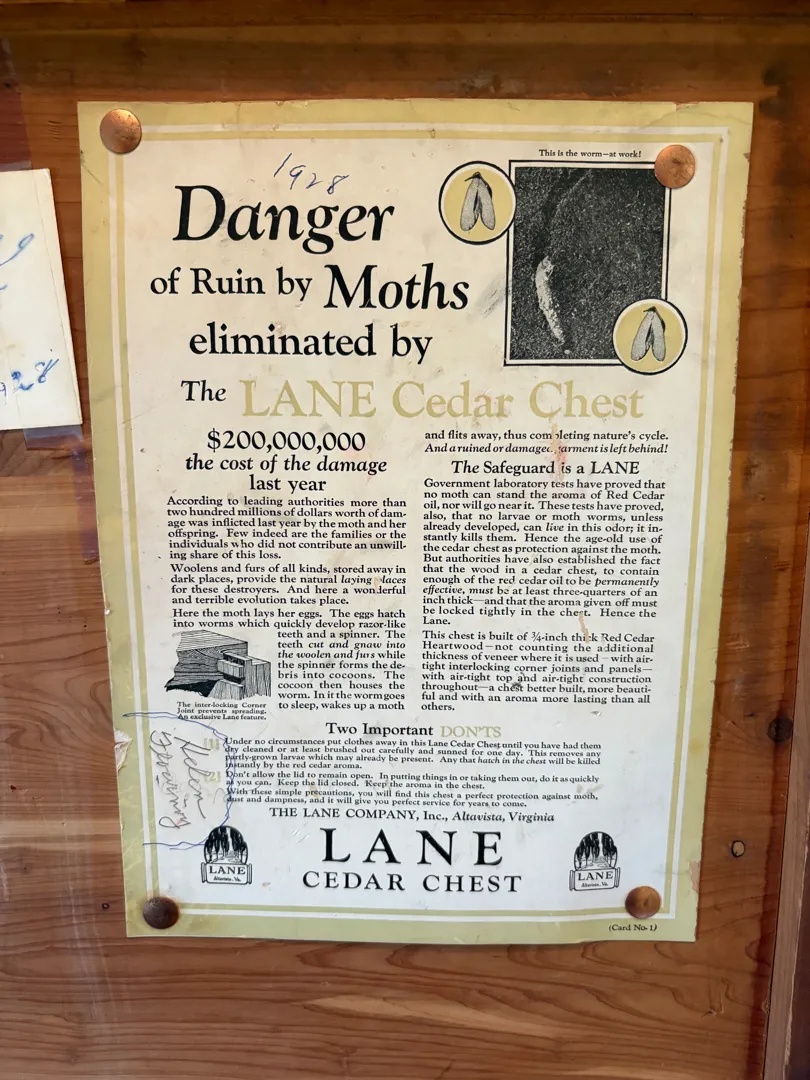 1928
Danger
of Ruin by Moths
eliminated by
The LANE Cedar Chest
This is the worm—at work!
$200,000,000
the cost of the damage
last year
According to leading authorities more than
two hundred millions of dollars worth of dam-
age was inflicted last year by the moth and her
offspring. Few indeed are the families or the
individuals who did not contribute an unwill-
ing share of this loss.
Woolens and furs of all kinds, stored away in
dark places, provide the natural laying places
for these destroyers. And here a wonderful
and terrible evolution takes place.
Here the moth lays her eggs. The eggs hatch
into worms which quickly develop razor-like
teeth and a spinner. The
teeth cut and gnaw into
the woolen and furs while
the spinner forms the de-
bris into cocoons. The
cocoon then houses the
worm. In it the worm goes
to sleep, wakes up a moth
The inter-locking Corner
Joint prevents spreading.
An exclusive Lane feature.
and flits away, thus completing nature's cycle.
And a ruined or damaged garment is left behind!
The Safeguard is a LANE
Government laboratory tests have proved that
no moth can stand the aroma of Red Cedar
oil, nor will go near it. These tests have proved,
also, that no larvae or moth worms, unless
already developed, can live in this odor; it in-
stantly kills them. Hence the age-old use of
the cedar chest as protection against the moth.
But authorities have also established the fact
that the wood in a cedar chest, to contain
enough of the red cedar oil to be permanently
effective, must be at least three-quarters of an
inch thick—and that the aroma given off must
be locked tightly in the chest. Hence the
Lane.
This chest is built of ¾-inch thick Red Cedar
Heartwood—not counting the additional
thickness of veneer where it is used—with air-
tight interlocking corner joints and panels—
with air-tight top and air-tight construction
throughout—a chest better built, more beauti-
ful and with an aroma more lasting than all
others.
Two Important DON'TS
[1] Under no circumstances put clothes away in this Lane Cedar Chest until you have had them
dry cleaned or at least brushed out carefully and sunned for one day. This removes any
partly-grown larvae which may already be present. Any that hatch in the chest will be killed
instantly by the red cedar aroma.
[2] Don't allow the lid to remain open. In putting things in or taking them out, do it as quickly
as you can. Keep the lid closed. Keep the aroma in the chest.
With these simple precautions, you will find this chest a perfect protection against moth,
dust and dampness, and it will give you perfect service for years to come.
THE LANE COMPANY, Inc., Altavista, Virginia
LANE
CEDAR CHEST
LANE
Altavista, Va.
LANE
Altavista, Va.
(Card No. 1)
Helen
928